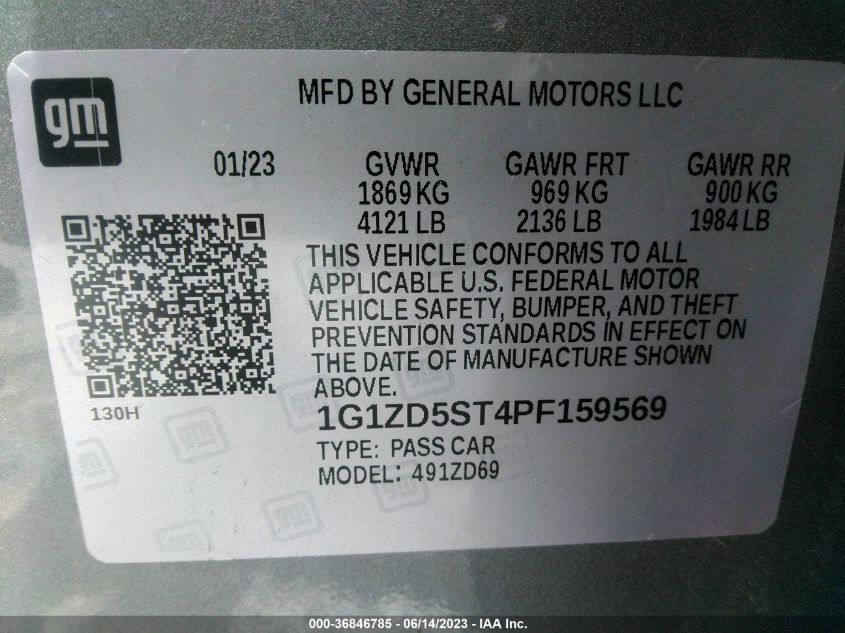 gm
MFD BY GENERAL MOTORS LLC
01/23 GVWR GAWR FRT GAWR RR
1869 KG 969 KG 900 KG
4121 LB 2136 LB 1984 LB
THIS VEHICLE CONFORMS TO ALL
APPLICABLE U.S. FEDERAL MOTOR
VEHICLE SAFETY, BUMPER, AND THEFT
PREVENTION STANDARDS IN EFFECT ON
THE DATE OF MANUFACTURE SHOWN
ABOVE.
130H
1G1ZD5ST4PF159569
TYPE: PASS CAR
MODEL: 491ZD69
000-36846785 - 06/14/2023 - IAA Inc.